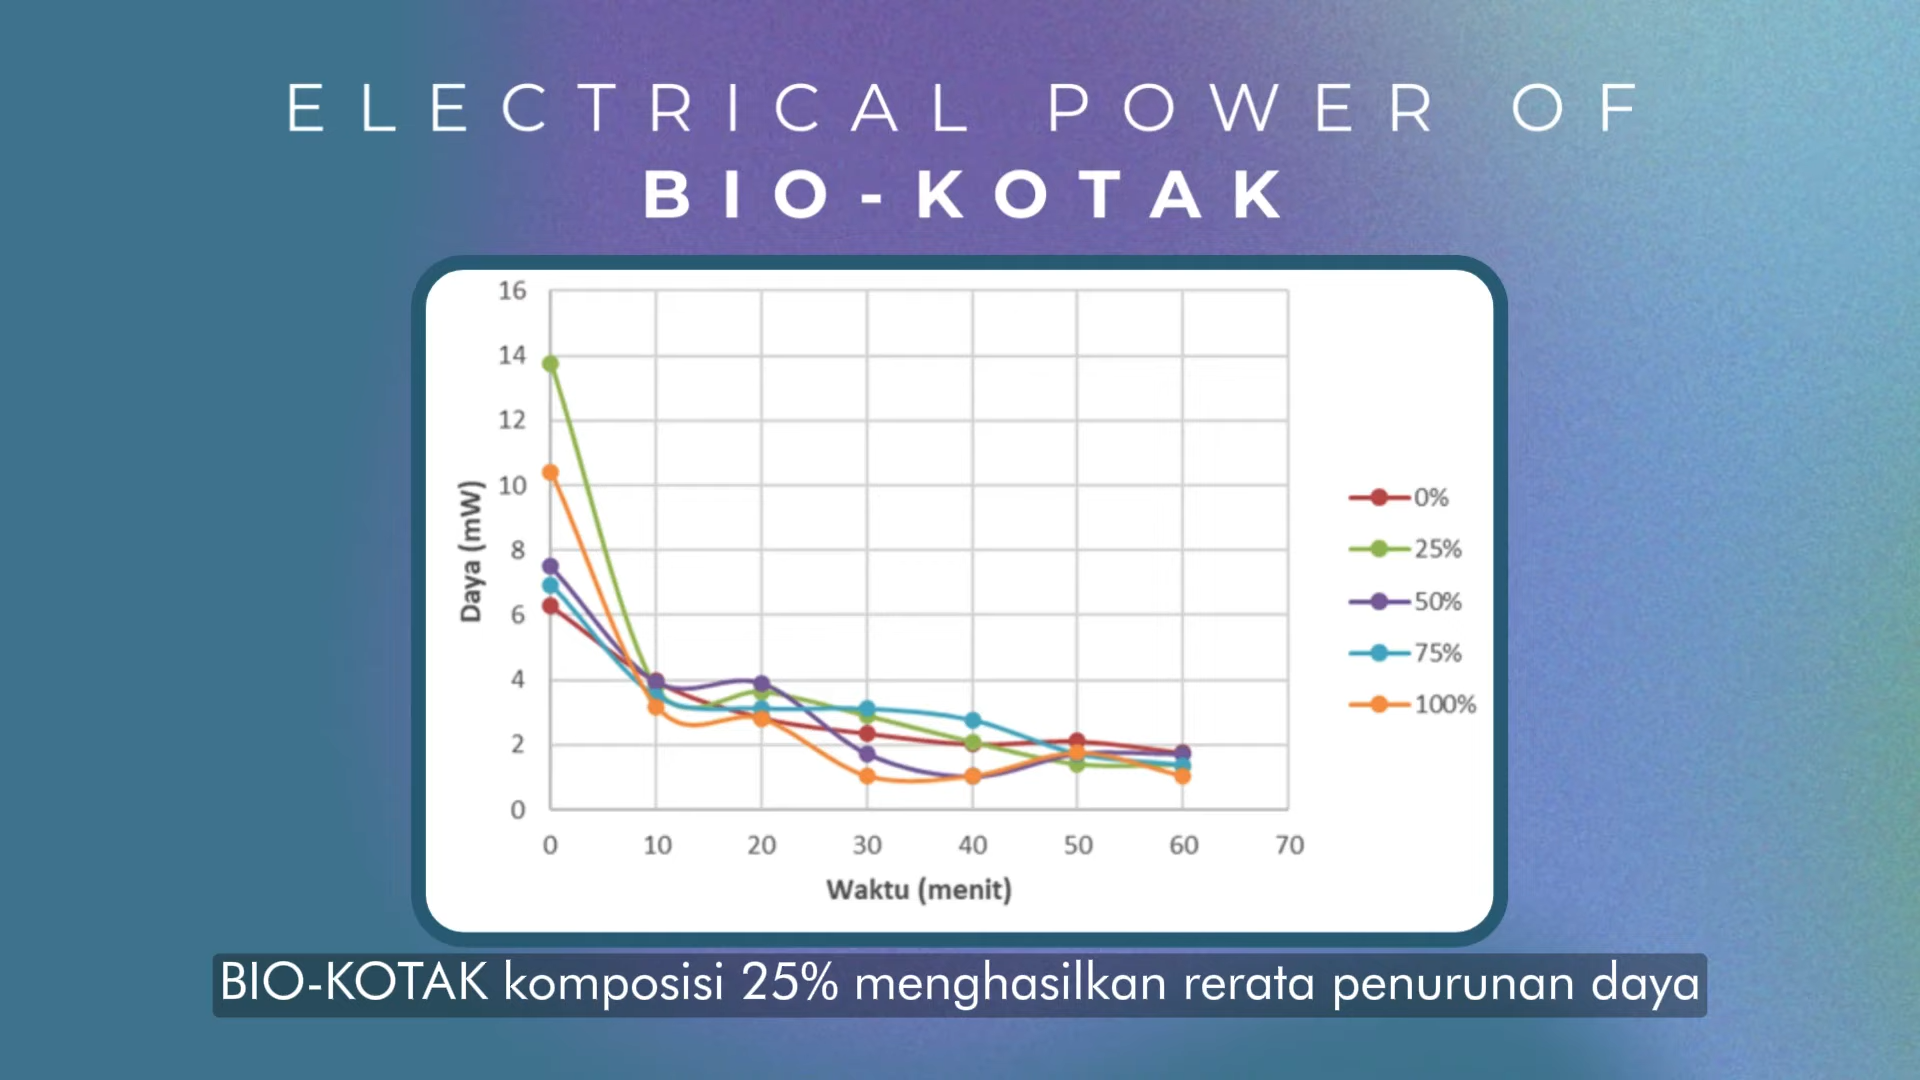 ELECTRICAL POWER OF
BIO-KOTAK
16
14
12
10
8
6
4
2
0
Daya (mW)
0 10 20 30 40 50 60 70
Waktu (menit)
0%
25%
50%
75%
100%
BIO-KOTAK komposisi 25% menghasilkan rerata penurunan daya